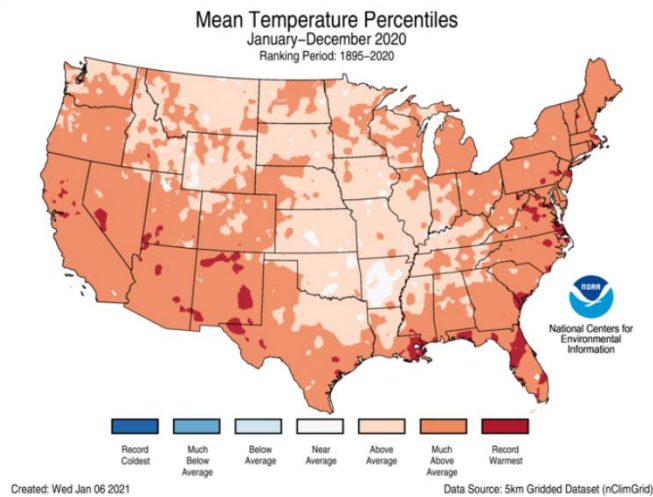 Mean Temperature Percentiles
January–December 2020
Ranking Period: 1895–2020
NOAA
National Centers for
Environmental
Information
Record
Coldest
Much
Below
Average
Below
Average
Near
Average
Above
Average
Much
Above
Average
Record
Warmest
Created: Wed Jan 06 2021
Data Source: 5km Gridded Dataset (nClimGrid)